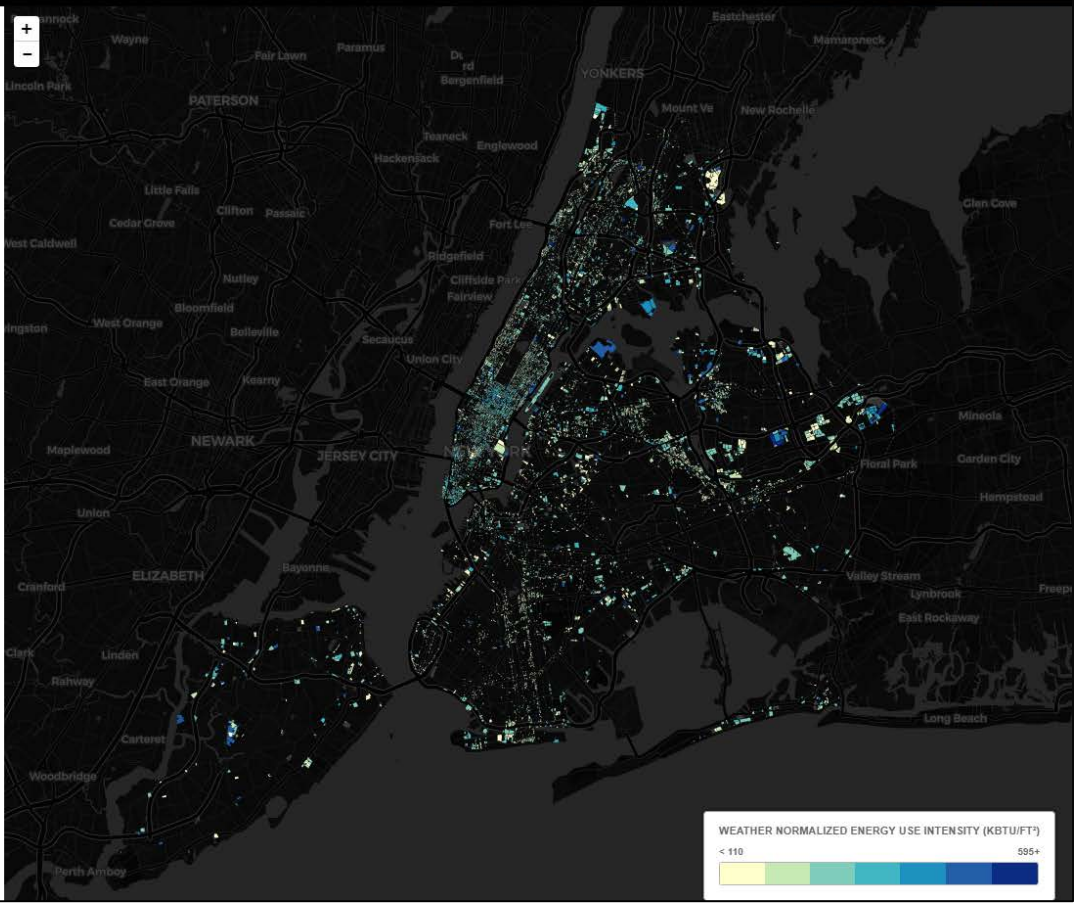 +
-
Wayne
Fair Lawn
Paramus
Bergenfield
Eastchester
Mamaroneck
Lincoln Park
PATERSON
YONKERS
Mount Ve
New Rochelle
Teaneck
Englewood
Hackensack
Little Falls
Clifton
Passaic
Glen Cove
Cedar Grove
Fort Lee
West Caldwell
Ridgefield
Nutley
Cliffside Park
Fairview
Bloomfield
West Orange
Belleville
Secaucus
Union City
East Orange
Kearny
Mineola
NEWARK
Maplewood
JERSEY CITY
Garden City
Floral Park
Hempstead
Union
Bayonne
ELIZABETH
Cranford
Valley Stream
Lynbrook
East Rockaway
Clark
Linden
Rahway
Long Beach
Carteret
Woodbridge
Perth Amboy
WEATHER NORMALIZED ENERGY USE INTENSITY (KBTU/FT²)
< 110
595+